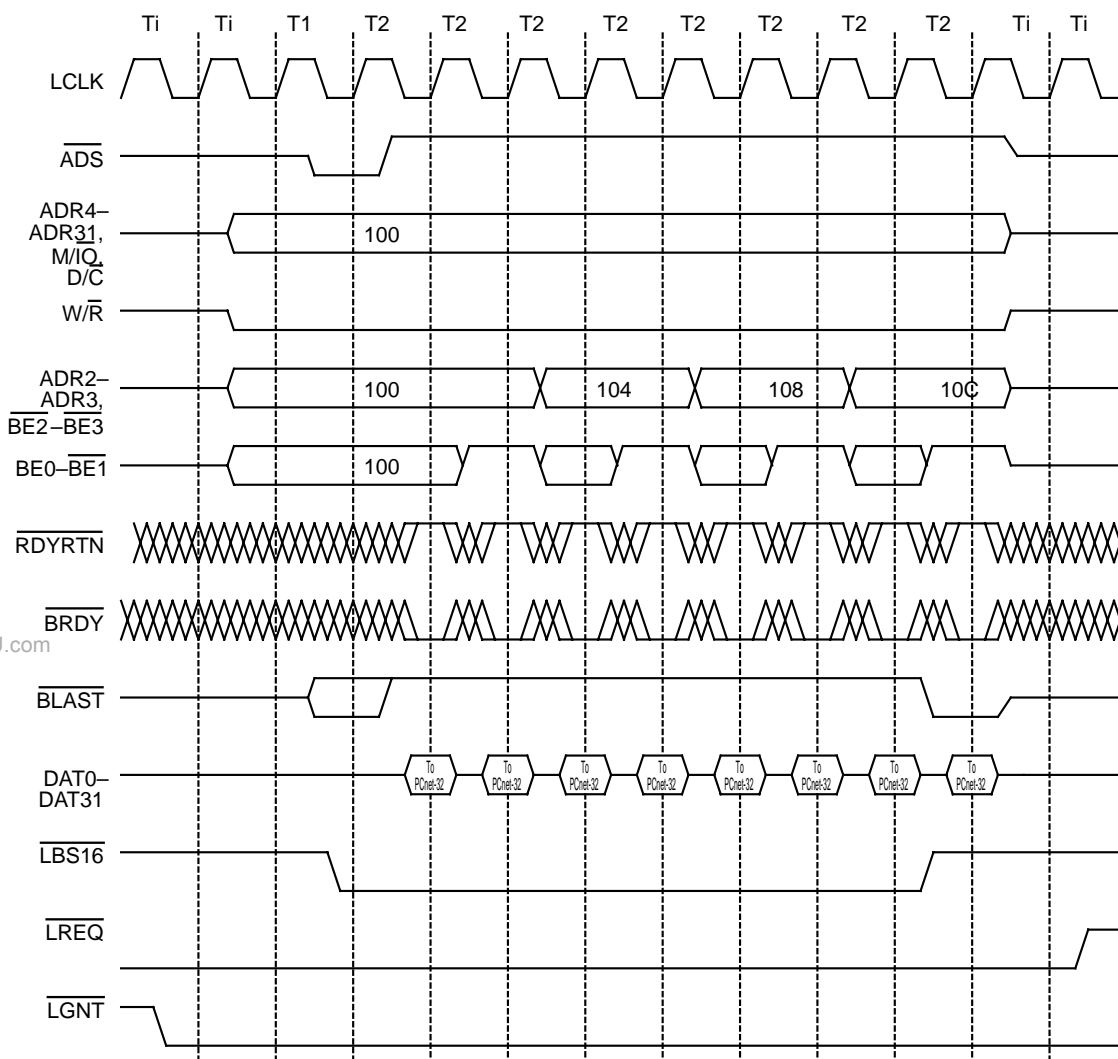 Ti Ti T1 T2 T2 T2 T2 T2 T2 T2 T2 Ti Ti
LCLK
ADS
ADR4–
ADR31,
M/IO,
D/C
100
W/R
ADR2–
ADR3,
BE2–BE3
100 104 108 10C
BE0–BE1
100
RDYRTN
BRDY
.com
BLAST
DAT0–
DAT31
To
PCnet-32
To
PCnet-32
To
PCnet-32
To
PCnet-32
To
PCnet-32
To
PCnet-32
To
PCnet-32
To
PCnet-32
LBS16
LREQ
LGNT